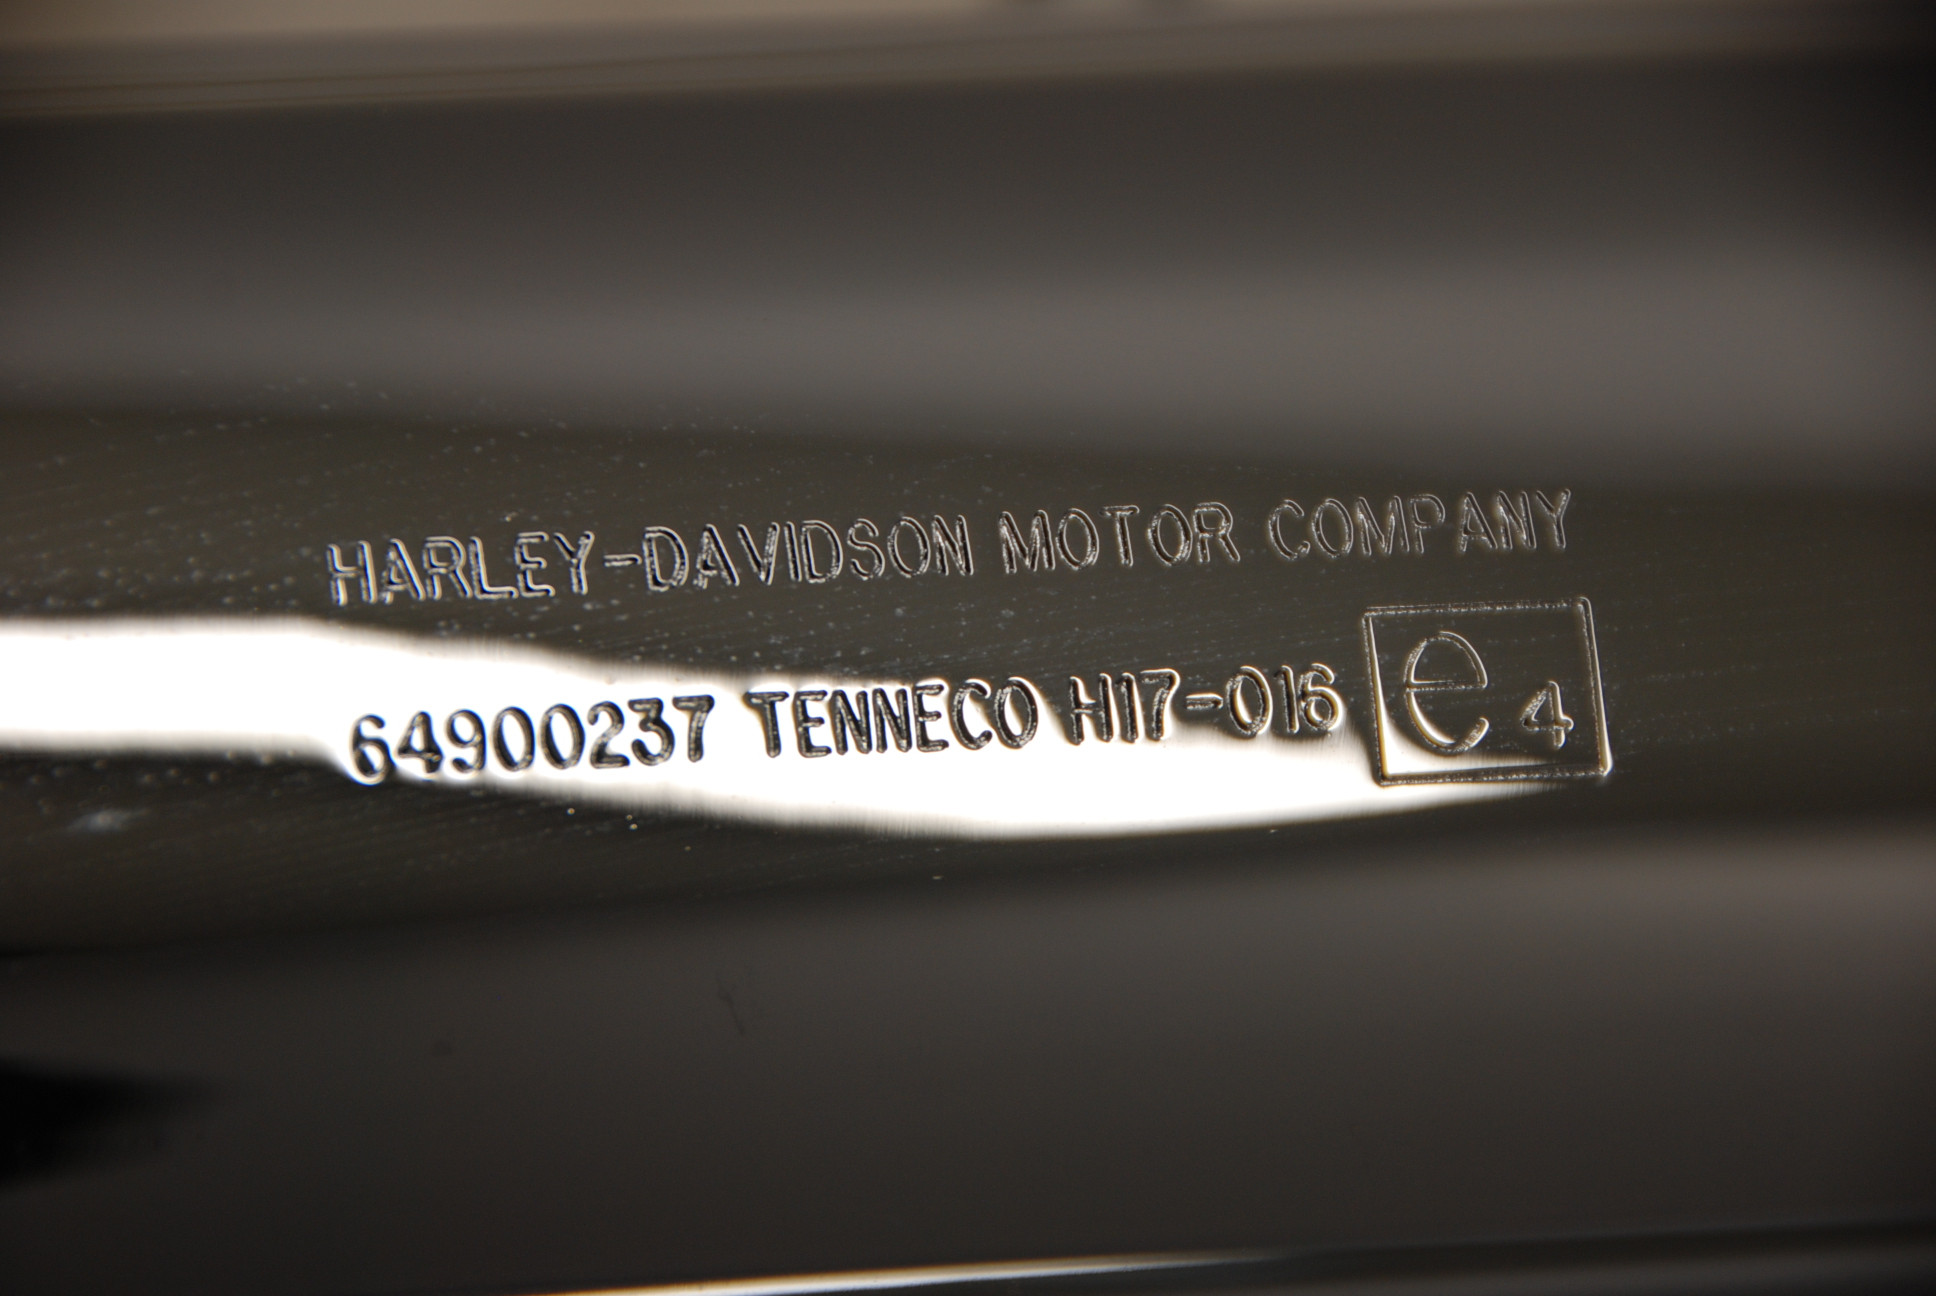 HARLEY-DAVIDSON MOTOR COMPANY
64900237 TENNECO H17-016 e4